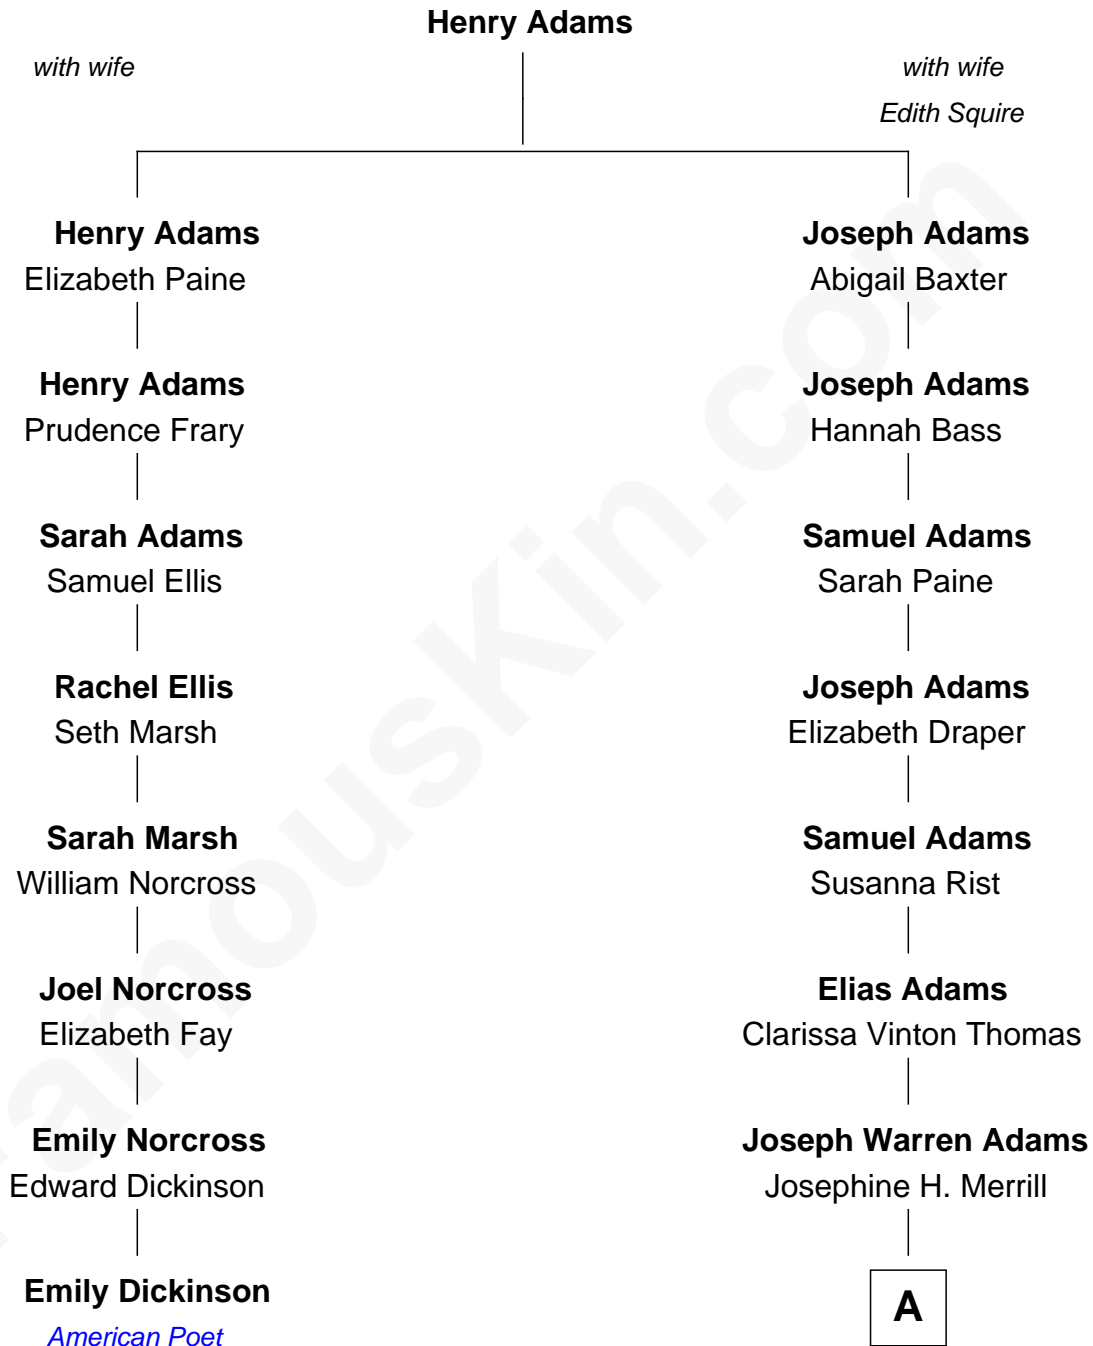 Henry Adams
with wife
with wife
Edith Squire
Henry Adams
Elizabeth Paine
Joseph Adams
Abigail Baxter
Henry Adams
Prudence Frary
Joseph Adams
Hannah Bass
Sarah Adams
Samuel Ellis
Samuel Adams
Sarah Paine
Rachel Ellis
Seth Marsh
Joseph Adams
Elizabeth Draper
Sarah Marsh
William Norcross
Samuel Adams
Susanna Rist
Joel Norcross
Elizabeth Fay
Elias Adams
Clarissa Vinton Thomas
Emily Norcross
Edward Dickinson
Joseph Warren Adams
Josephine H. Merrill
Emily Dickinson
American Poet
A
FamousKin.com